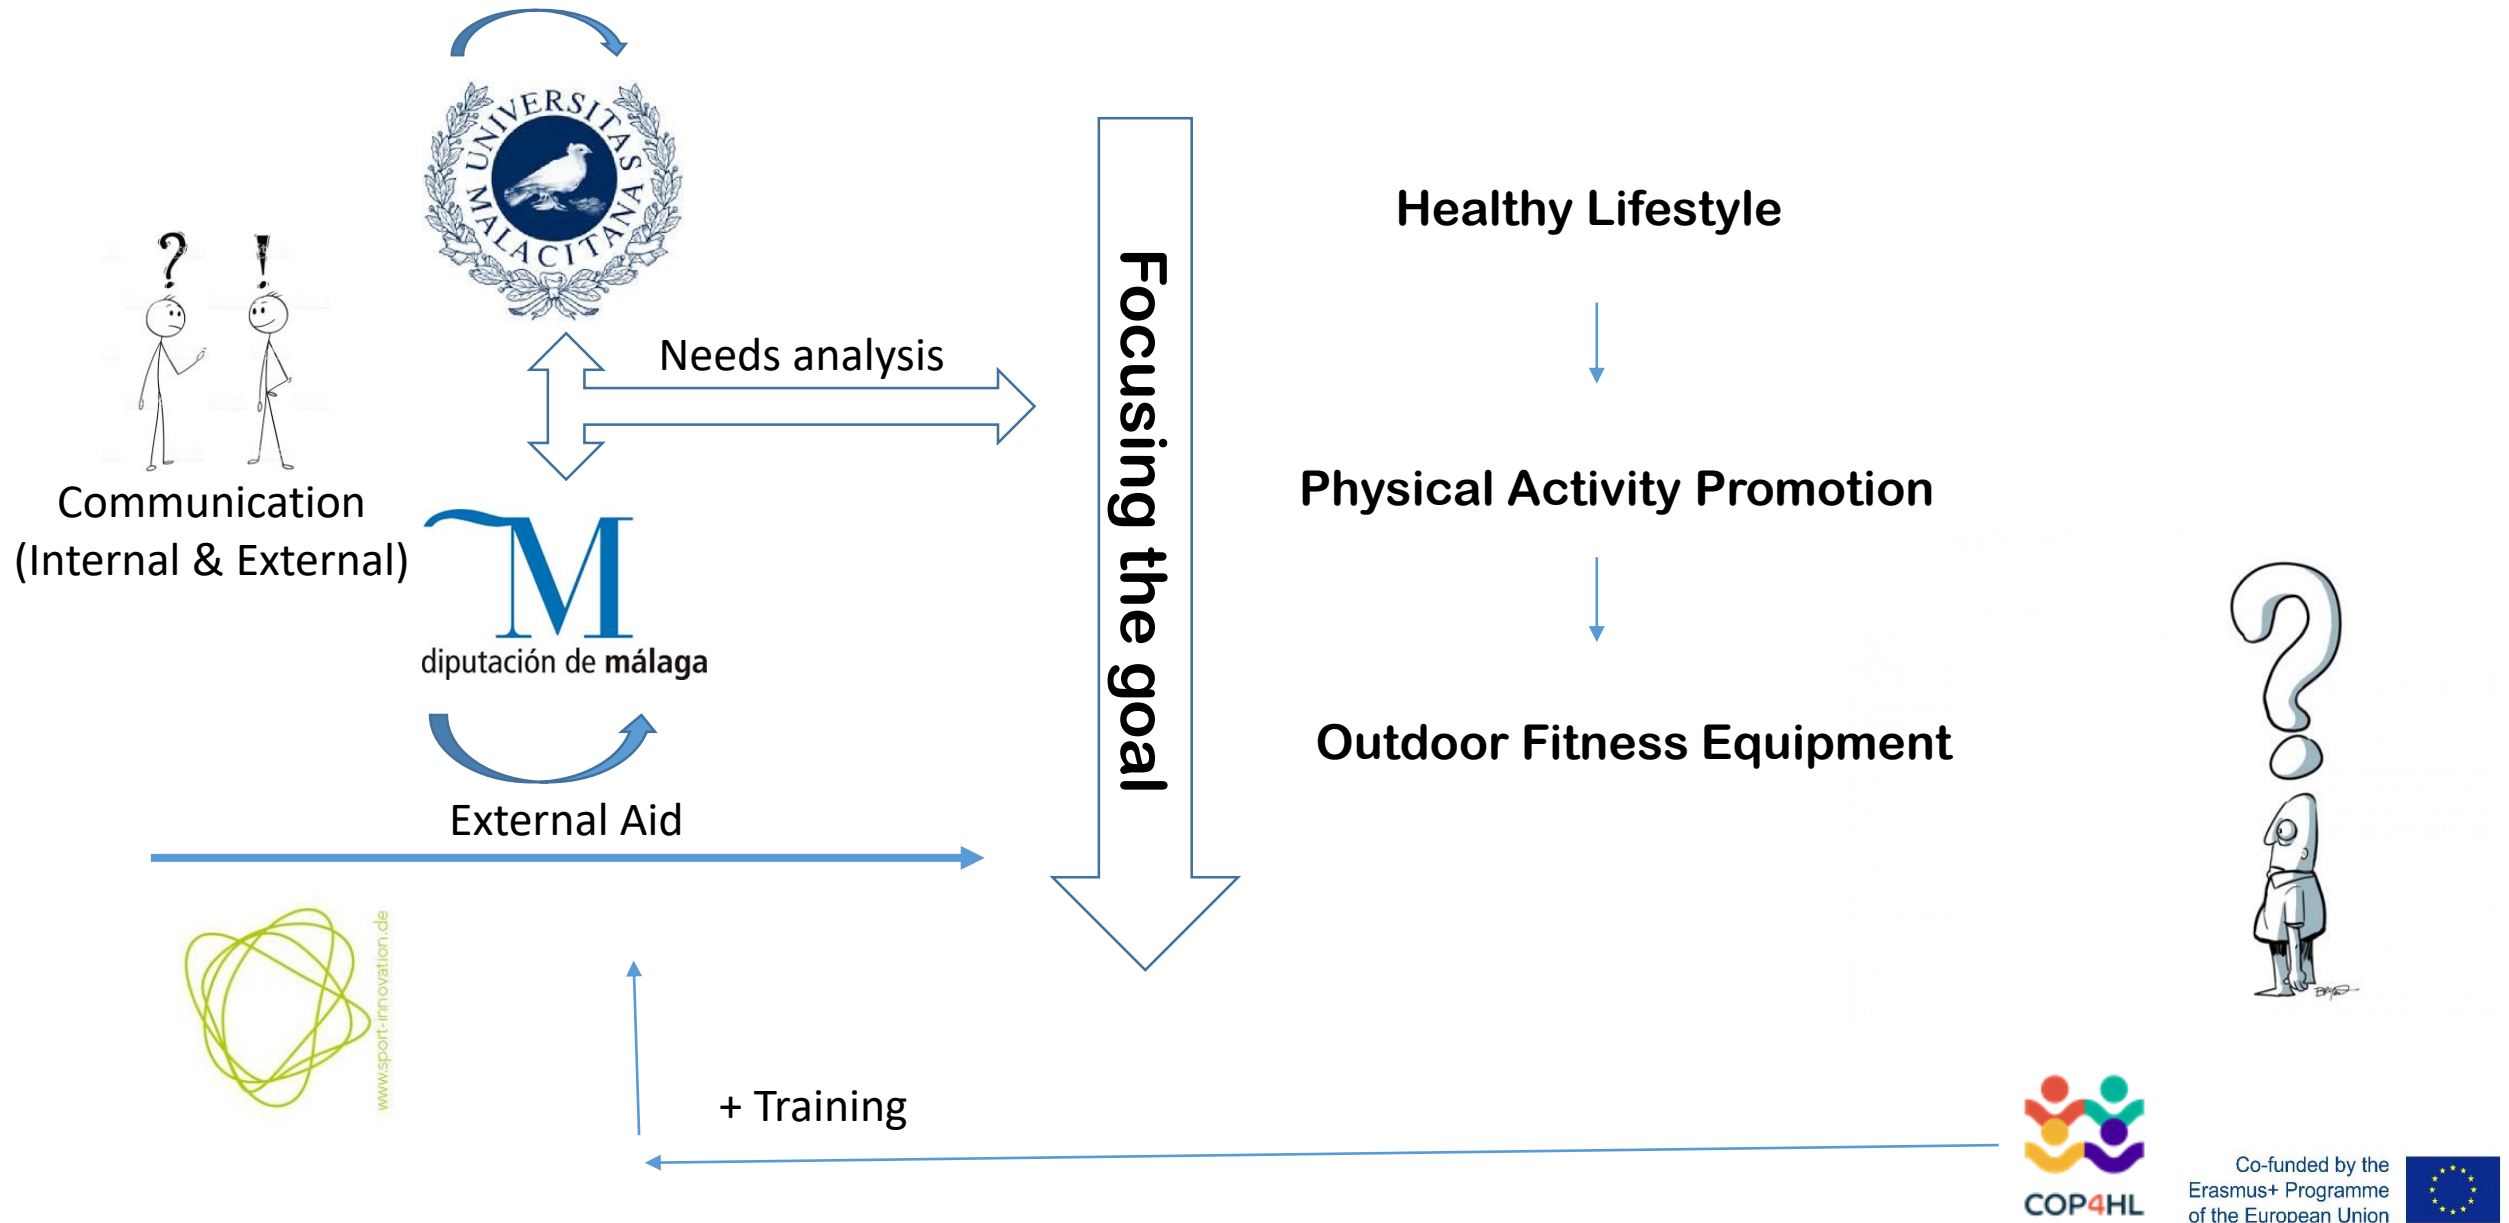 UNIVERSITAS
MALACITANA
? !
Communication
(Internal & External)
Needs analysis
M
diputación de málaga
External Aid
www.sport-innovation.de
+ Training
Focusing the goal
Healthy Lifestyle
Physical Activity Promotion
Outdoor Fitness Equipment
?
COP4HL
Co-funded by the
Erasmus+ Programme
of the European Union